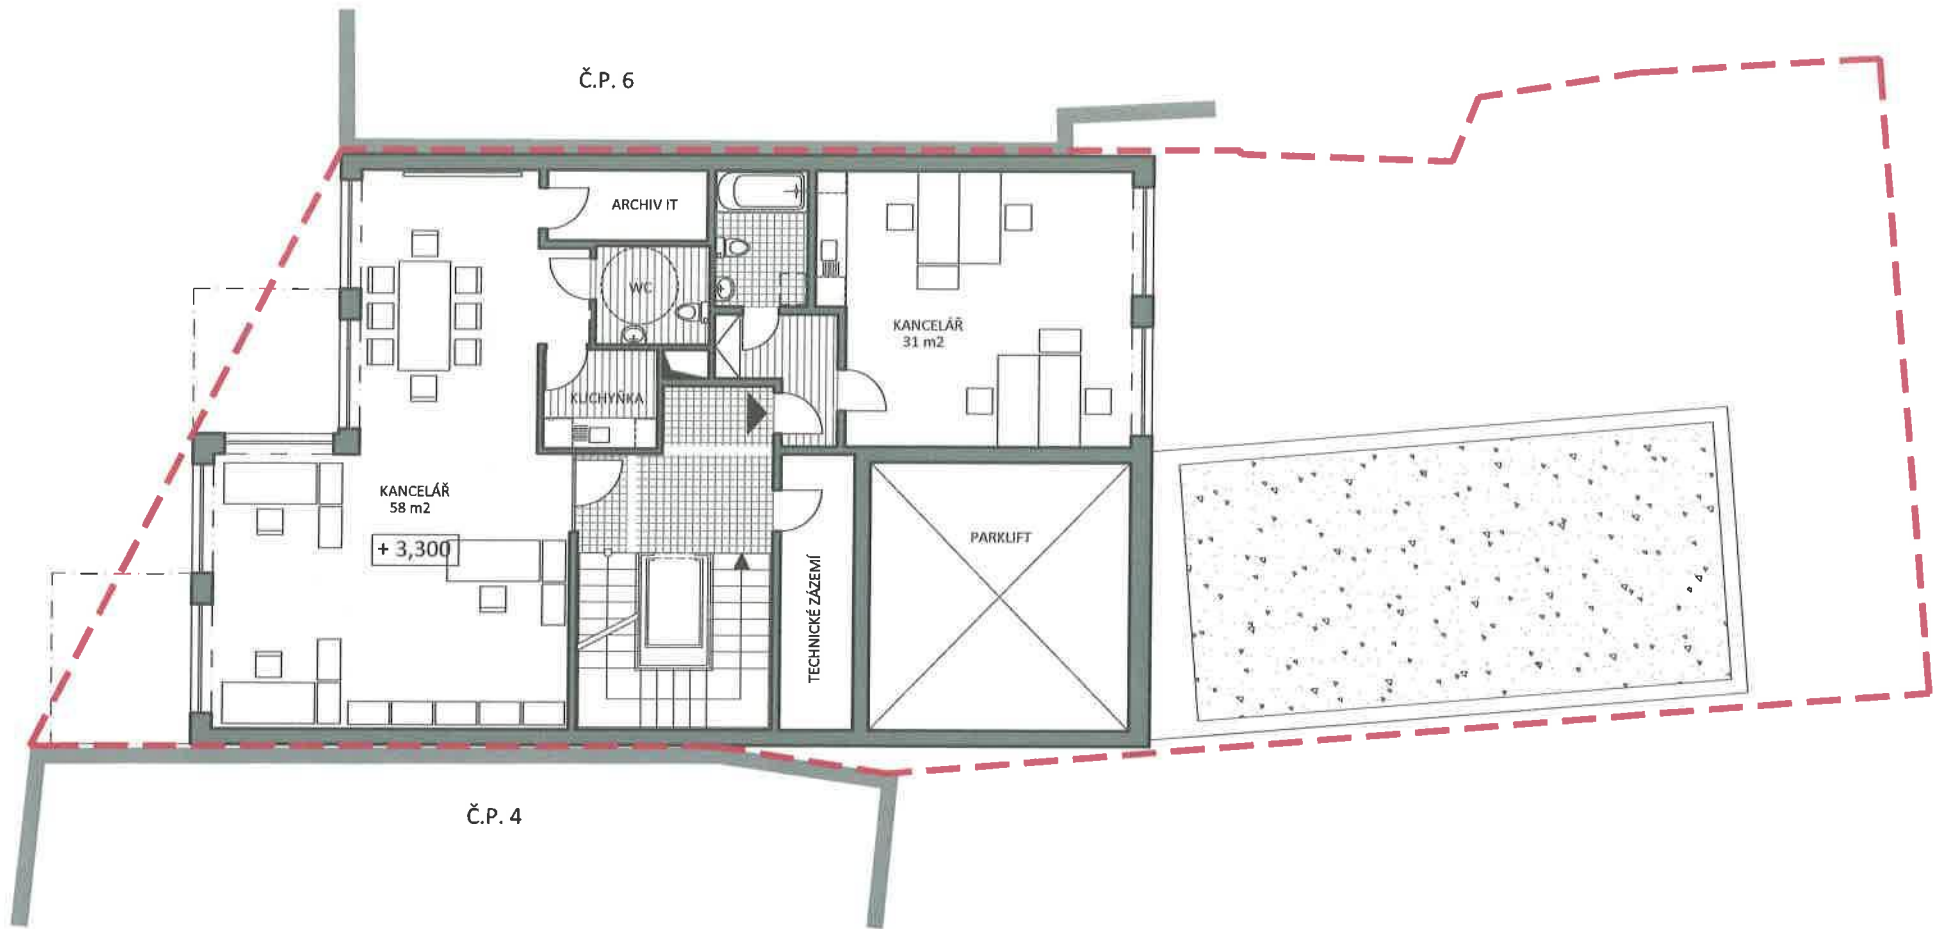 Č.P. 6
ARCHIV IT
WC
KANCELÁŘ
31 m2
KUCHYŇKA
KANCELÁŘ
58 m2
+ 3,300
PARKLIFT
TECHNICKÉ ZÁZEMÍ
Č.P. 4